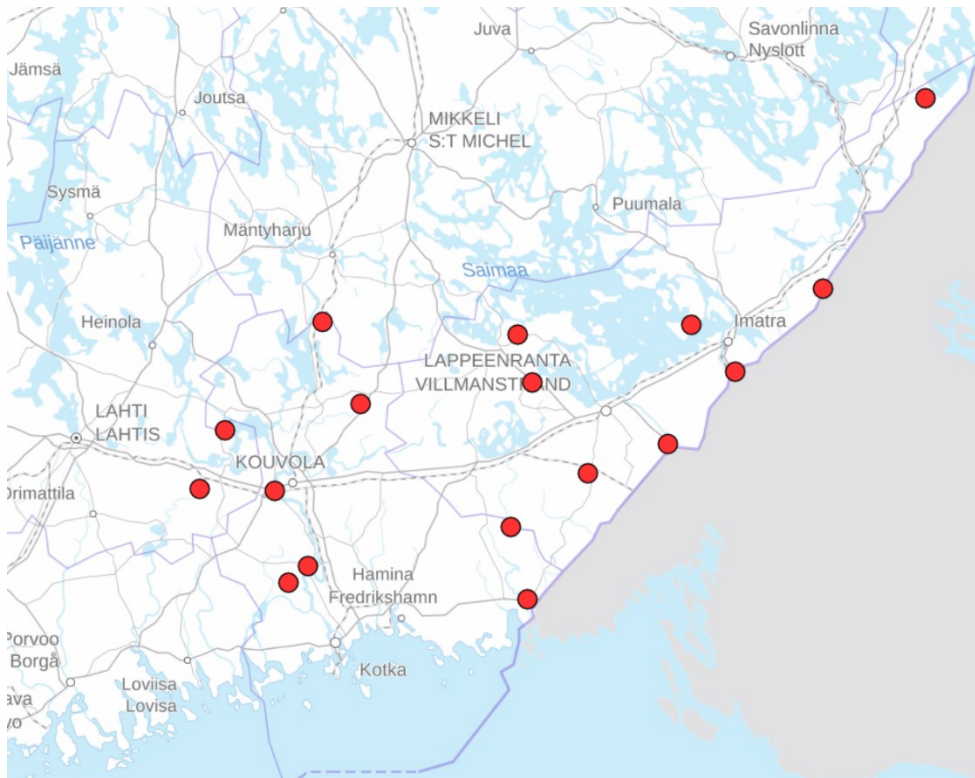 Juva
Savonlinna
Nyslott
Jämsä
Joutsa
MIKKELI
S:T MICHEL
Sysmä
Puumala
Mäntyharju
Päijänne
Saimaa
Heinola
Imatra
LAPPEENRANTA
VILLMANSTRAND
LAHTI
LAHTIS
KOUVOLA
Orimattila
Hamina
Fredrikshamn
Porvoo
Borgå
Kotka
Loviisa
Lovisa